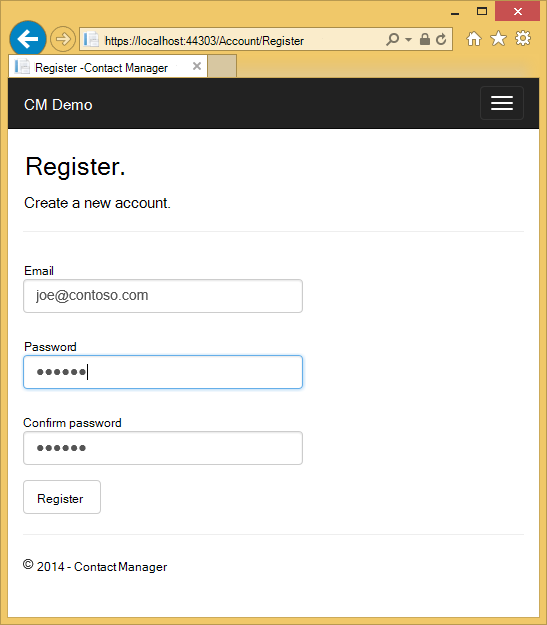 https://localhost:44303/Account/Register
Register -Contact Manager
CM Demo
Register.
Create a new account.
Email
joe@contoso.com
Password
••••••
Confirm password
••••••
Register
© 2014 - Contact Manager